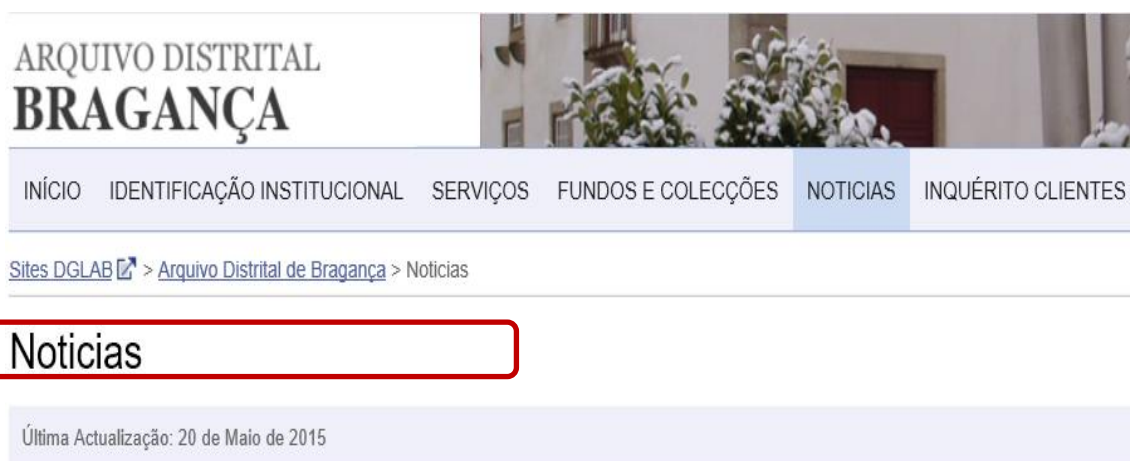 ARQUIVO DISTRITAL
BRAGANÇA
INÍCIO IDENTIFICAÇÃO INSTITUCIONAL SERVIÇOS FUNDOS E COLECÇÕES NOTICIAS INQUÉRITO CLIENTES
Sites DGLAB > Arquivo Distrital de Bragança > Noticias
Noticias
Última Actualização: 20 de Maio de 2015